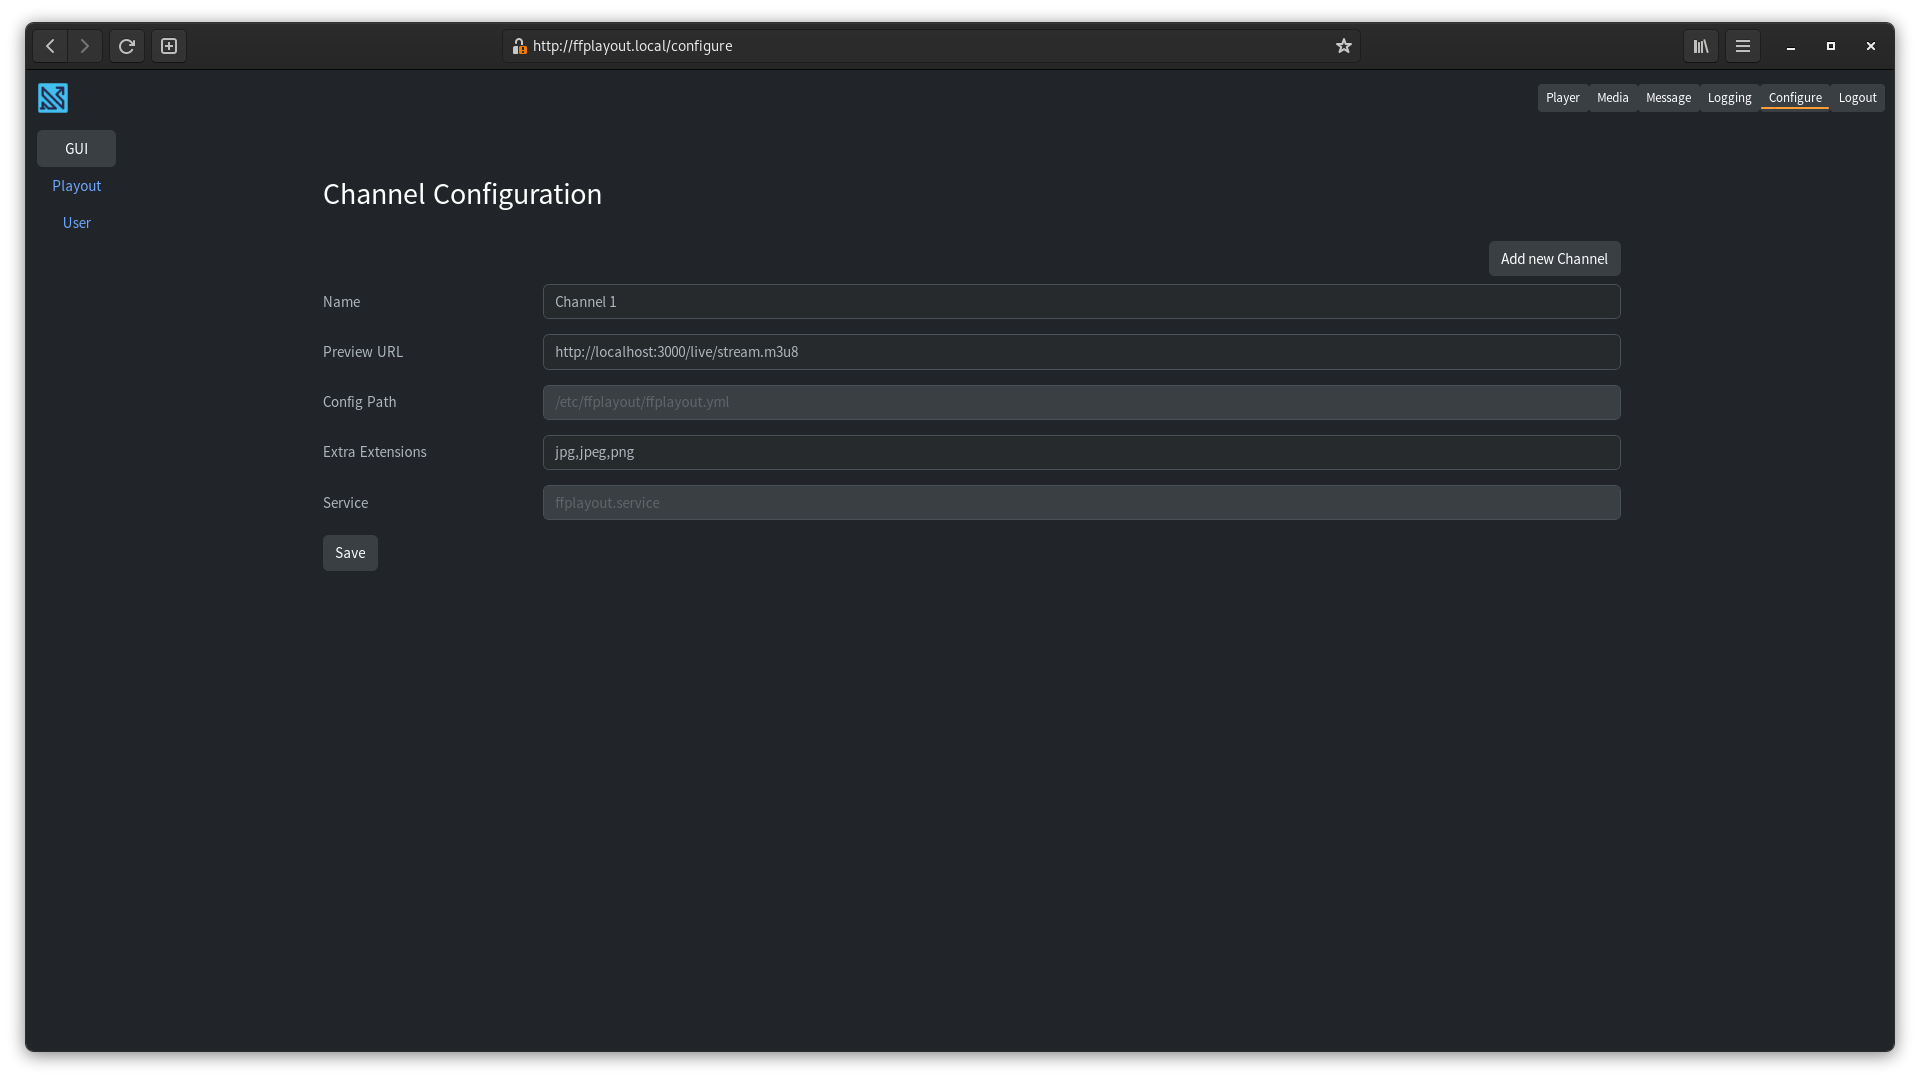 http://ffplayout.local/configure
Player Media Message Logging Configure Logout
GUI
Playout
User
Channel Configuration
Add new Channel
Name Channel 1
Preview URL http://localhost:3000/live/stream.m3u8
Config Path /etc/ffplayout/ffplayout.yml
Extra Extensions jpg,jpeg,png
Service ffplayout.service
Save